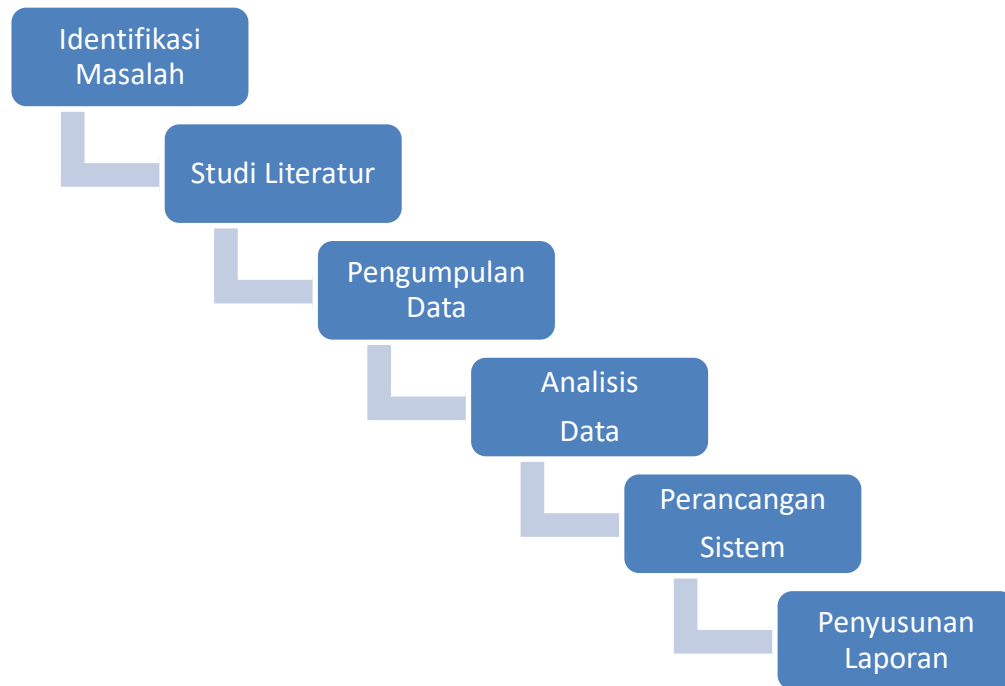 Identifikasi
Masalah
Studi Literatur
Pengumpulan
Data
Analisis
Data
Perancangan
Sistem
Penyusunan
Laporan